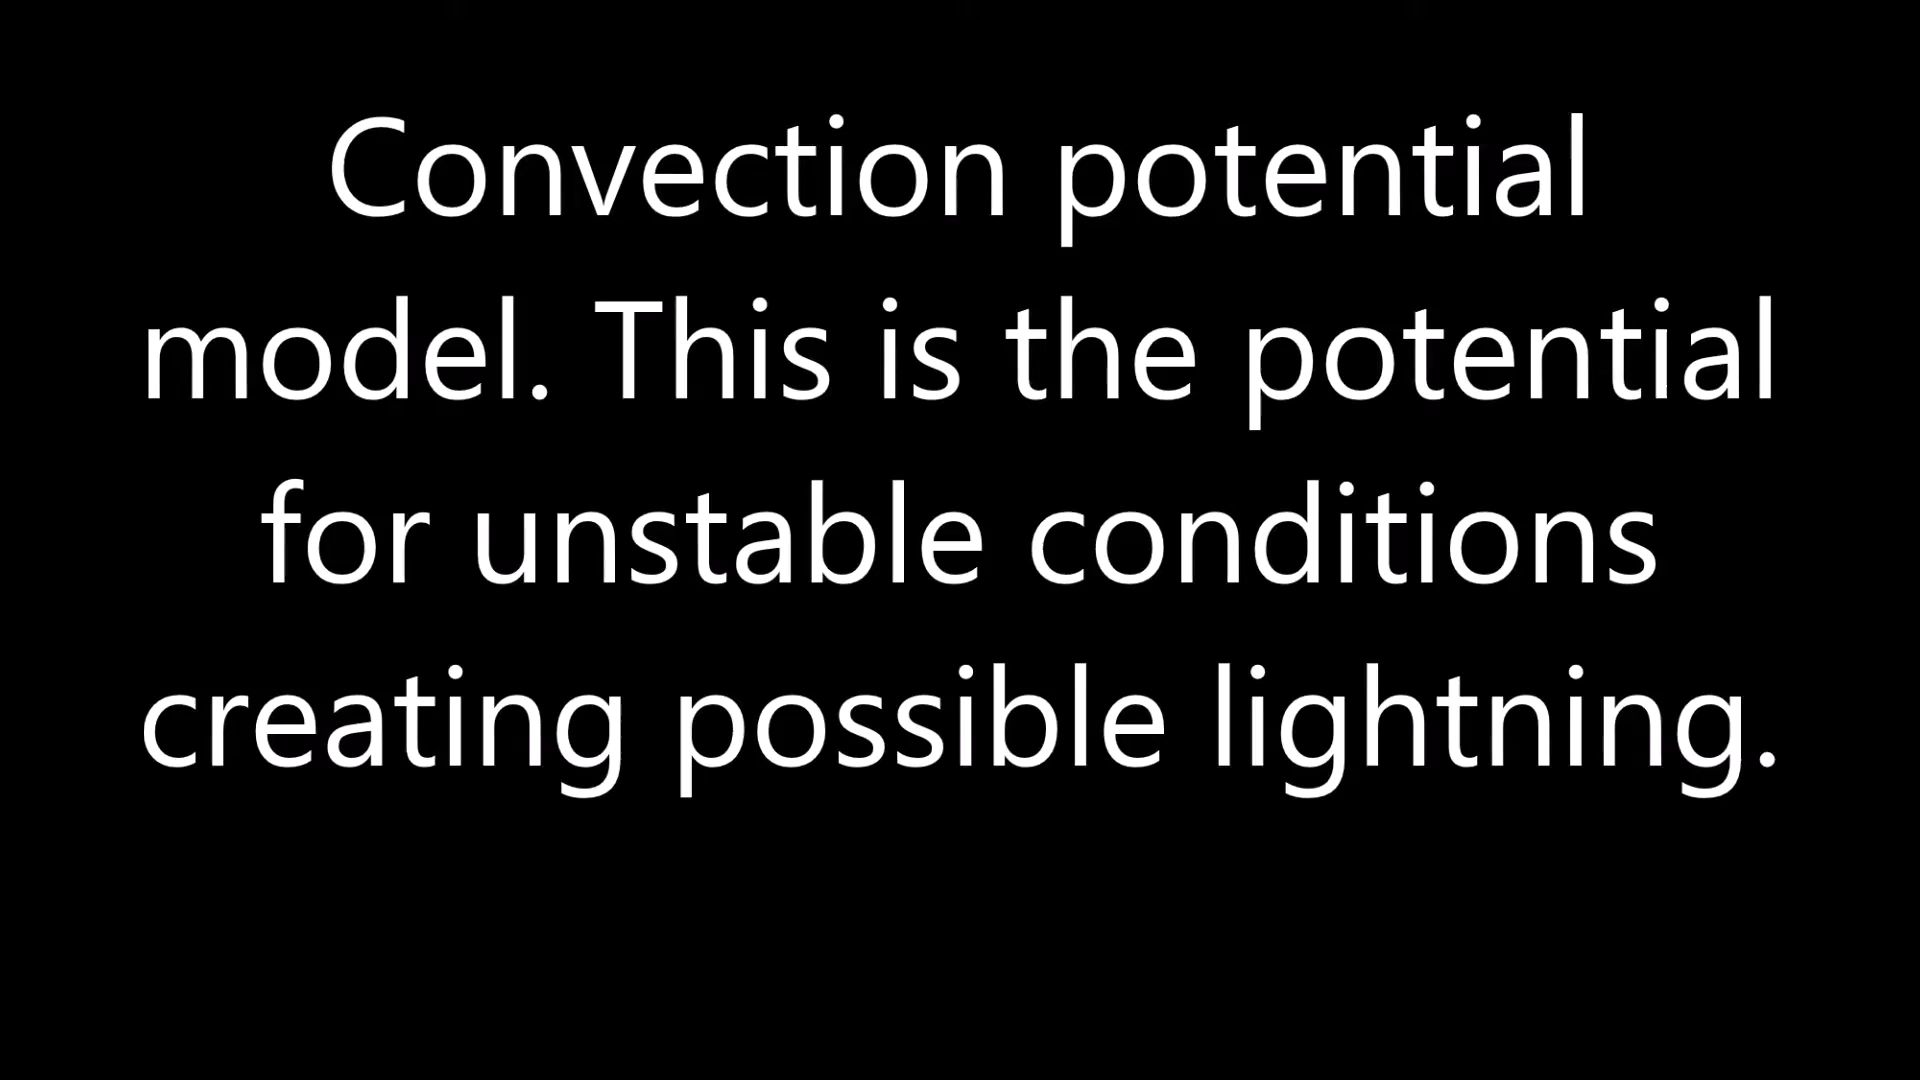 Convection potential
model. This is the potential
for unstable conditions
creating possible lightning.